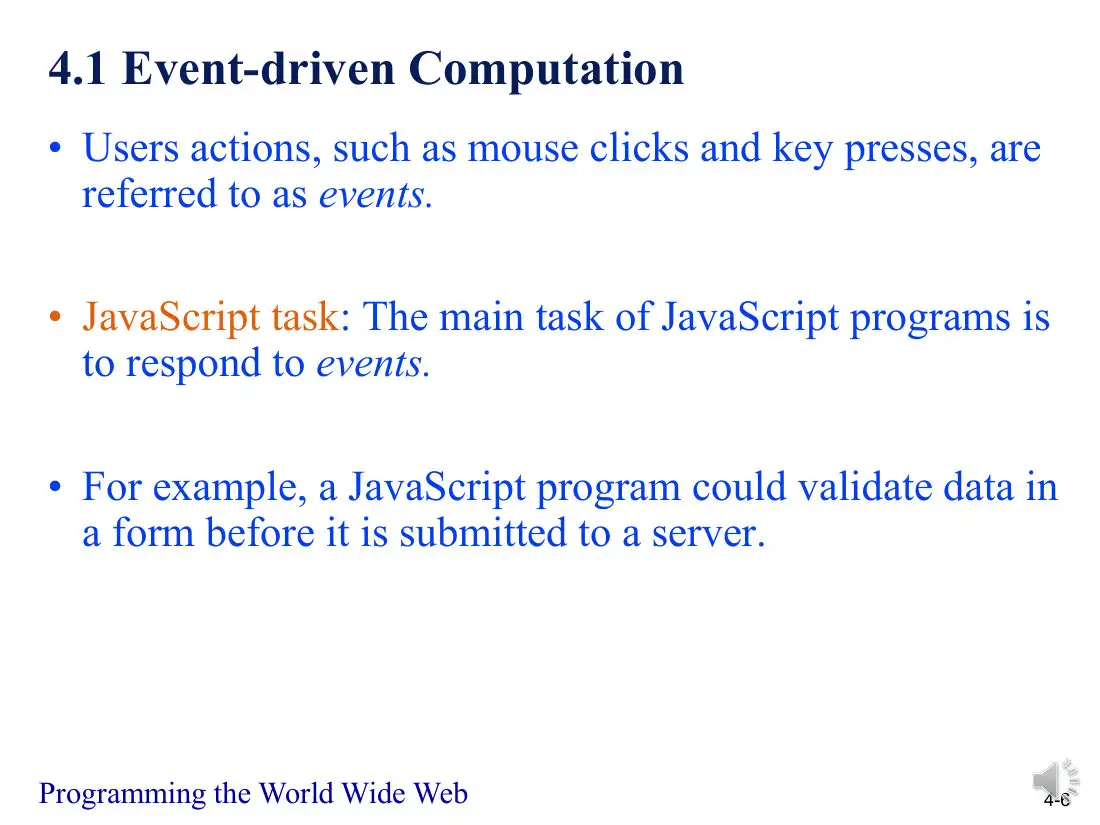 4.1 Event-driven Computation
• Users actions, such as mouse clicks and key presses, are
referred to as events.
• JavaScript task: The main task of JavaScript programs is
to respond to events.
• For example, a JavaScript program could validate data in
a form before it is submitted to a server.
Programming the World Wide Web
4-6